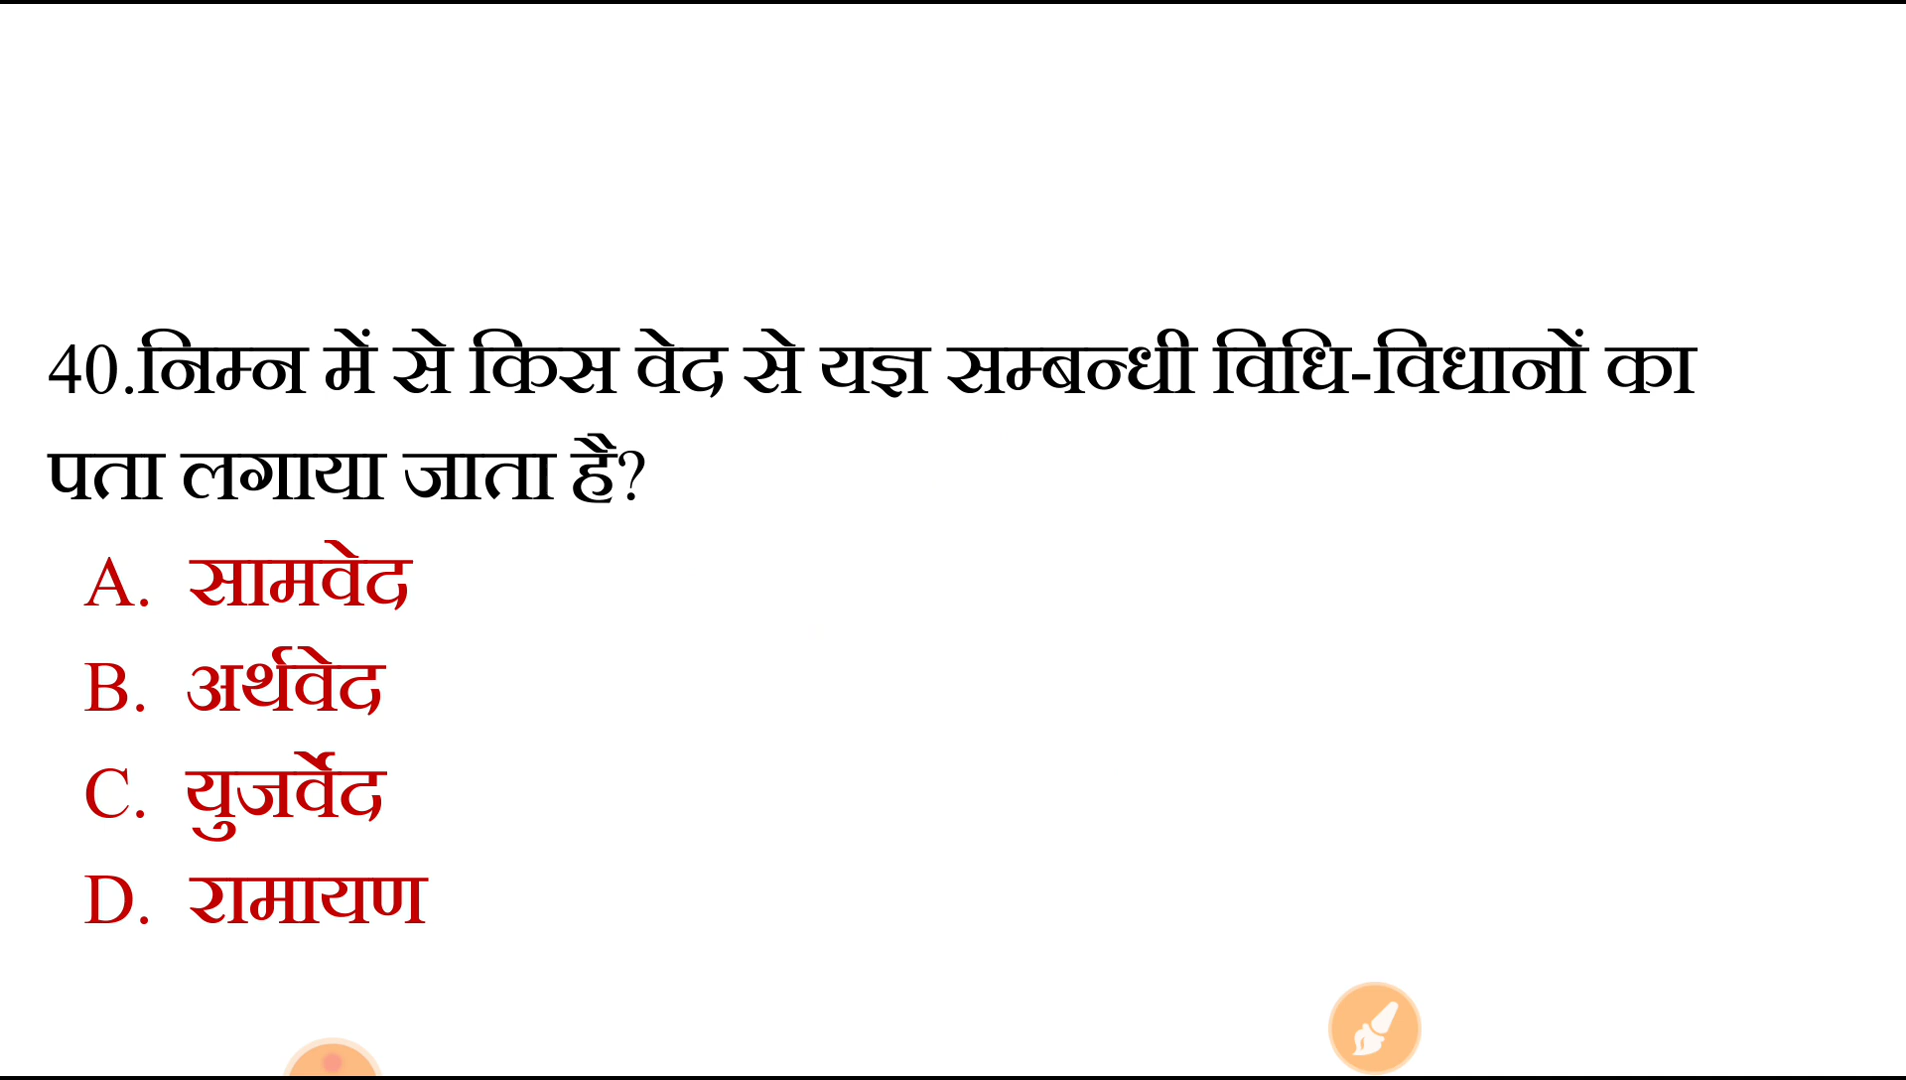 40.निम्न में से किस वेद से यज्ञ सम्बन्धी विधि-विधानों का
पता लगाया जाता है?
A. सामवेद
B. अर्थवेद
C. युजर्वेद
D. रामायण